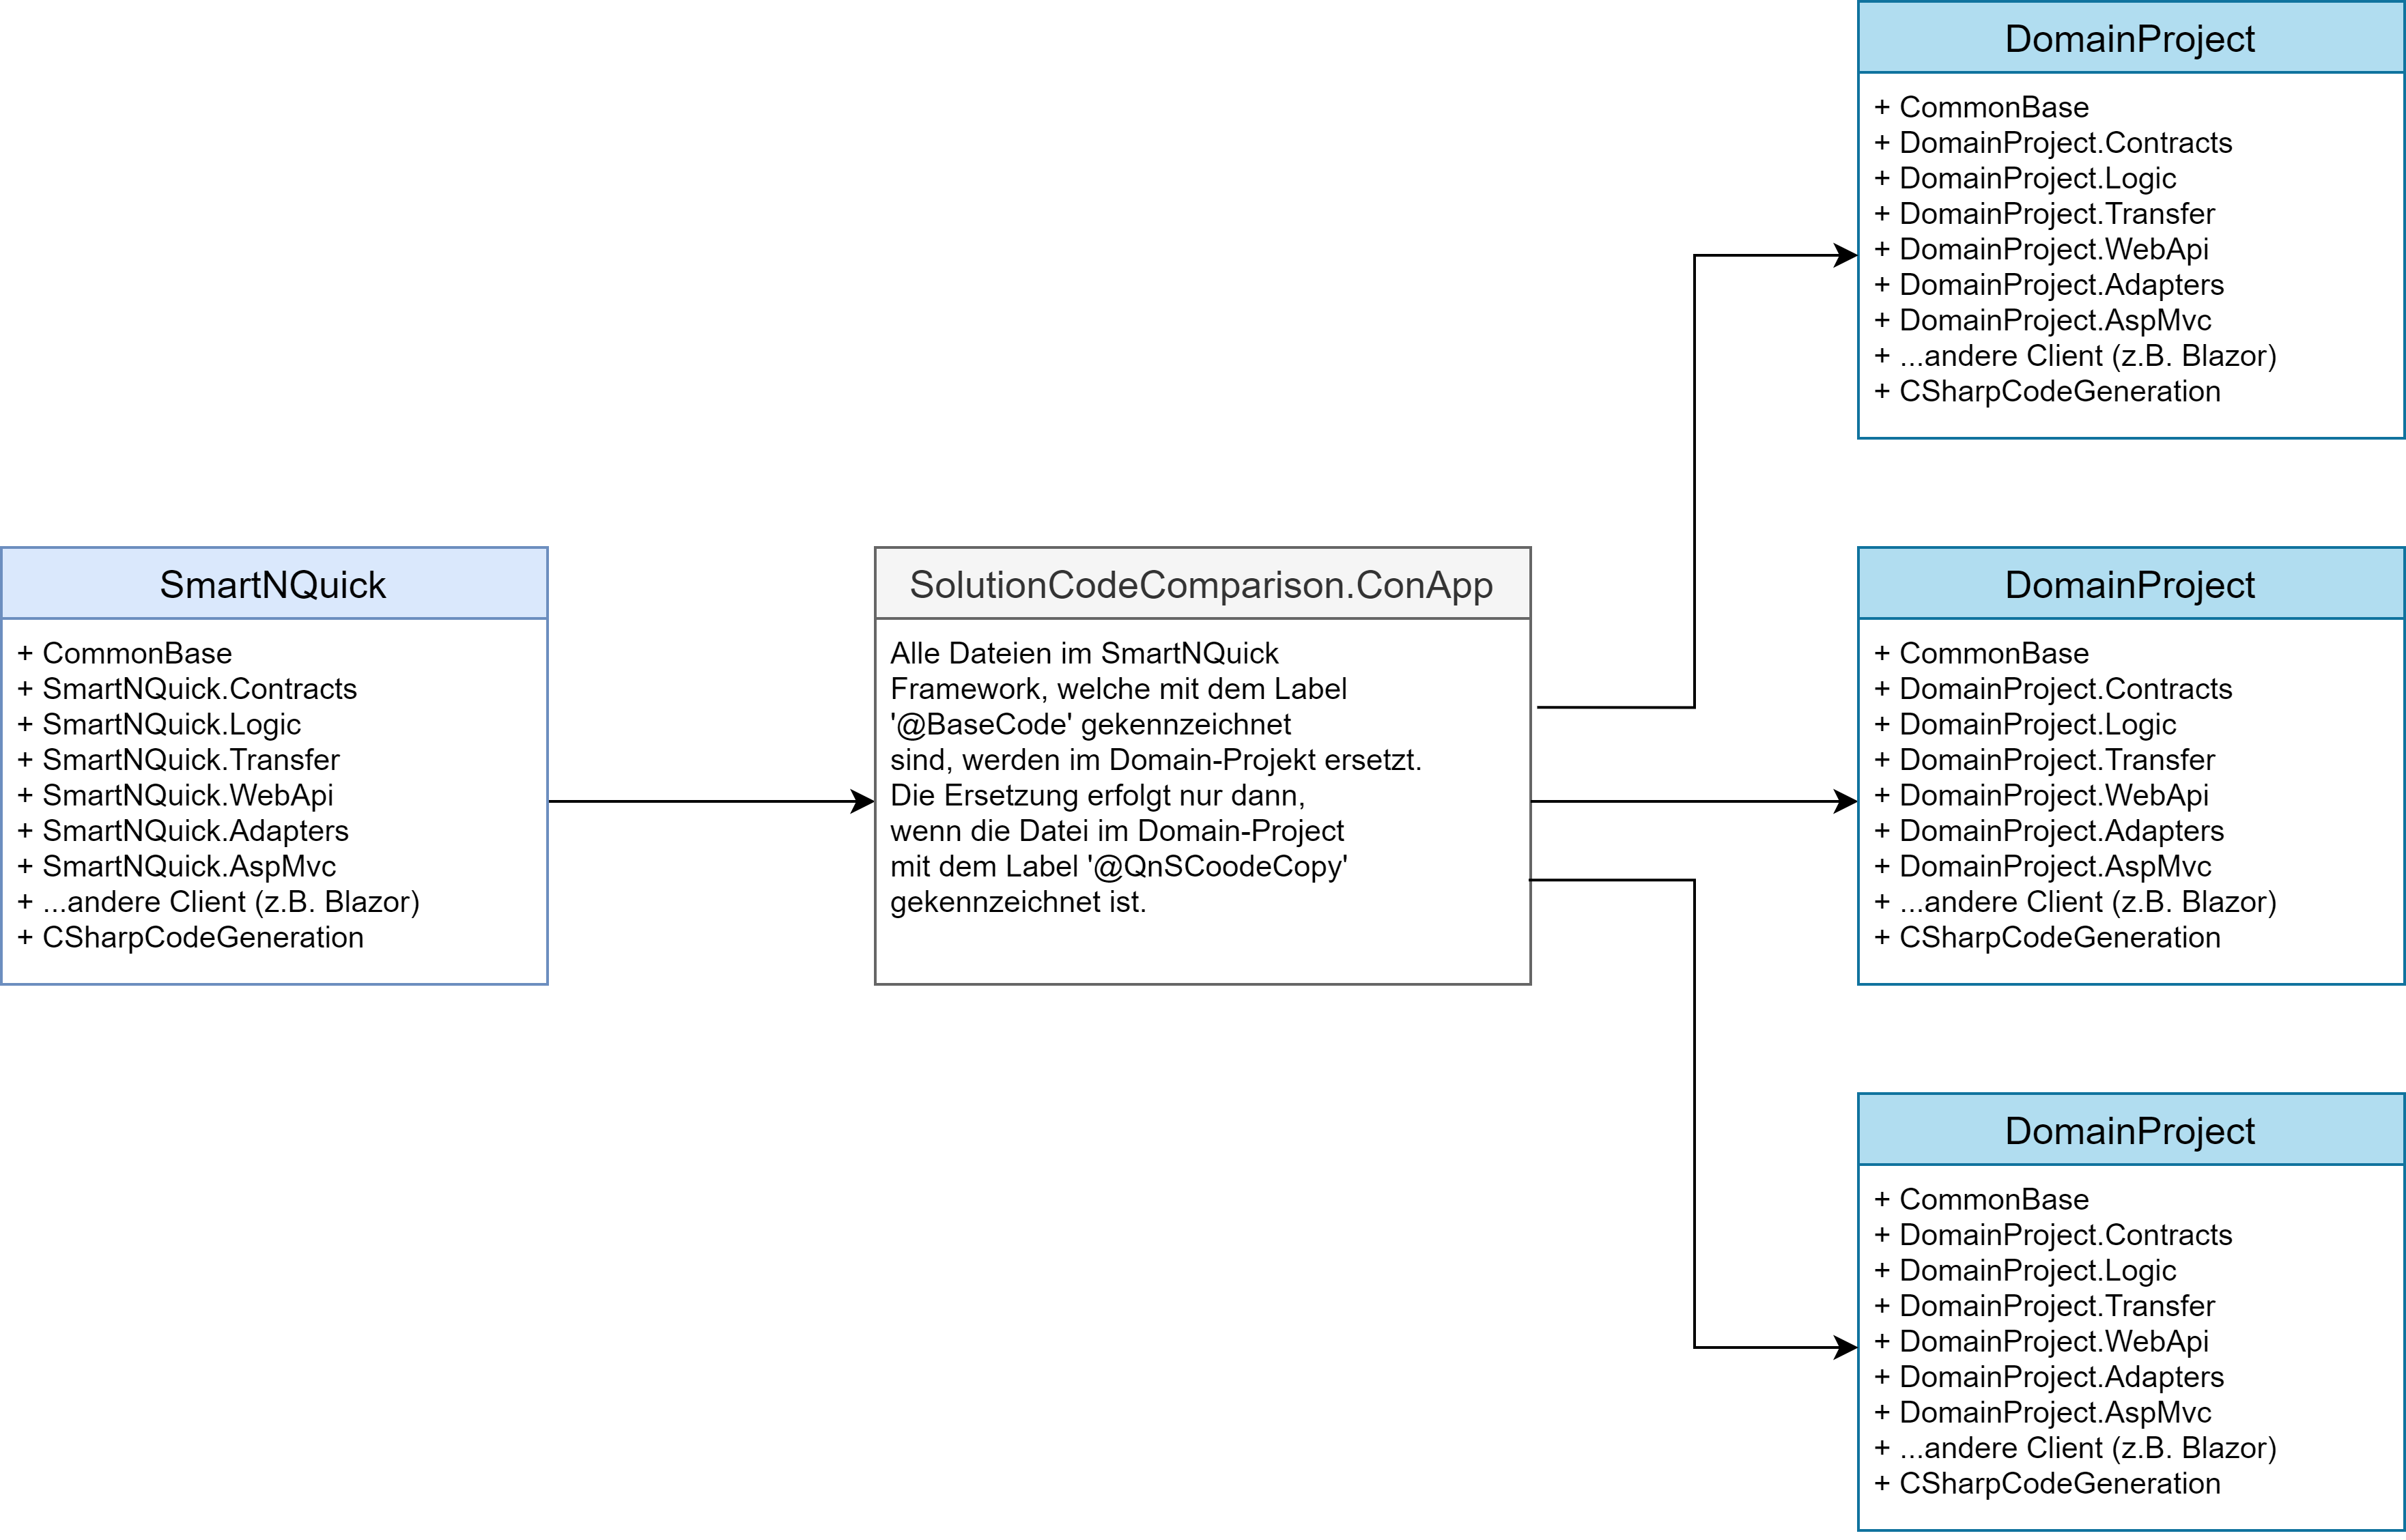 SmartNQuick
+ CommonBase
+ SmartNQuick.Contracts
+ SmartNQuick.Logic
+ SmartNQuick.Transfer
+ SmartNQuick.WebApi
+ SmartNQuick.Adapters
+ SmartNQuick.AspMvc
+ ...andere Client (z.B. Blazor)
+ CSharpCodeGeneration
SolutionCodeComparison.ConApp
Alle Dateien im SmartNQuick
Framework, welche mit dem Label
'@BaseCode' gekennzeichnet
sind, werden im Domain-Projekt ersetzt.
Die Ersetzung erfolgt nur dann,
wenn die Datei im Domain-Project
mit dem Label '@QnSCoodeCopy'
gekennzeichnet ist.
DomainProject
+ CommonBase
+ DomainProject.Contracts
+ DomainProject.Logic
+ DomainProject.Transfer
+ DomainProject.WebApi
+ DomainProject.Adapters
+ DomainProject.AspMvc
+ ...andere Client (z.B. Blazor)
+ CSharpCodeGeneration
DomainProject
+ CommonBase
+ DomainProject.Contracts
+ DomainProject.Logic
+ DomainProject.Transfer
+ DomainProject.WebApi
+ DomainProject.Adapters
+ DomainProject.AspMvc
+ ...andere Client (z.B. Blazor)
+ CSharpCodeGeneration
DomainProject
+ CommonBase
+ DomainProject.Contracts
+ DomainProject.Logic
+ DomainProject.Transfer
+ DomainProject.WebApi
+ DomainProject.Adapters
+ DomainProject.AspMvc
+ ...andere Client (z.B. Blazor)
+ CSharpCodeGeneration